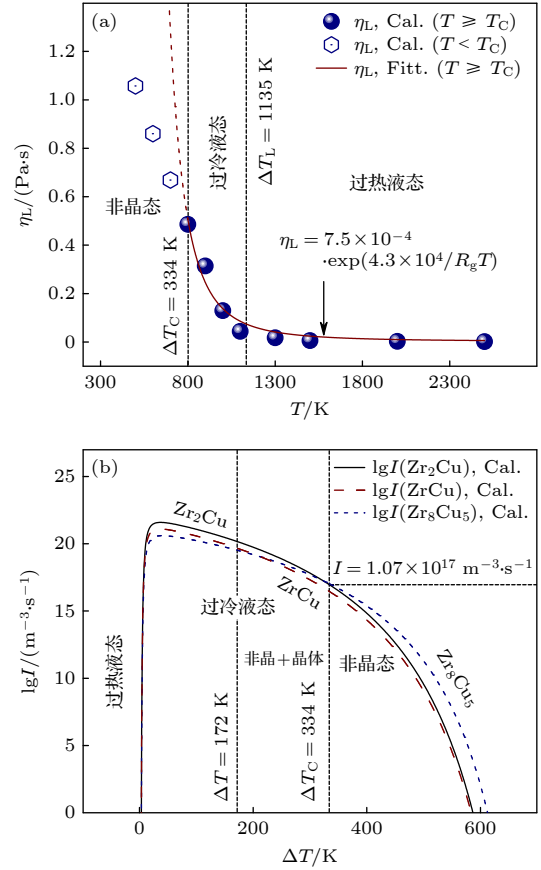 (a)
η_L, Cal. (T ⩾ T_C)
η_L, Cal. (T < T_C)
η_L, Fitt. (T ⩾ T_C)
1.2
1.0
0.8
0.6
0.4
0.2
0
η_L/(Pa·s)
非晶态
ΔT_C = 334 K
过冷液态
ΔT_L = 1135 K
过热液态
η_L = 7.5×10⁻⁴
·exp(4.3×10⁴/R_gT)
300
800
1300
1800
2300
T/K
(b)
lgI(Zr₂Cu), Cal.
lgI(ZrCu), Cal.
lgI(Zr₈Cu₅), Cal.
25
20
15
10
5
0
lgI/(m⁻³·s⁻¹)
Zr₂Cu
ZrCu
Zr₈Cu₅
I = 1.07×10¹⁷ m⁻³·s⁻¹
过热液态
过冷液态
非晶+晶体
非晶态
ΔT = 172 K
ΔT_C = 334 K
0
200
400
600
ΔT/K